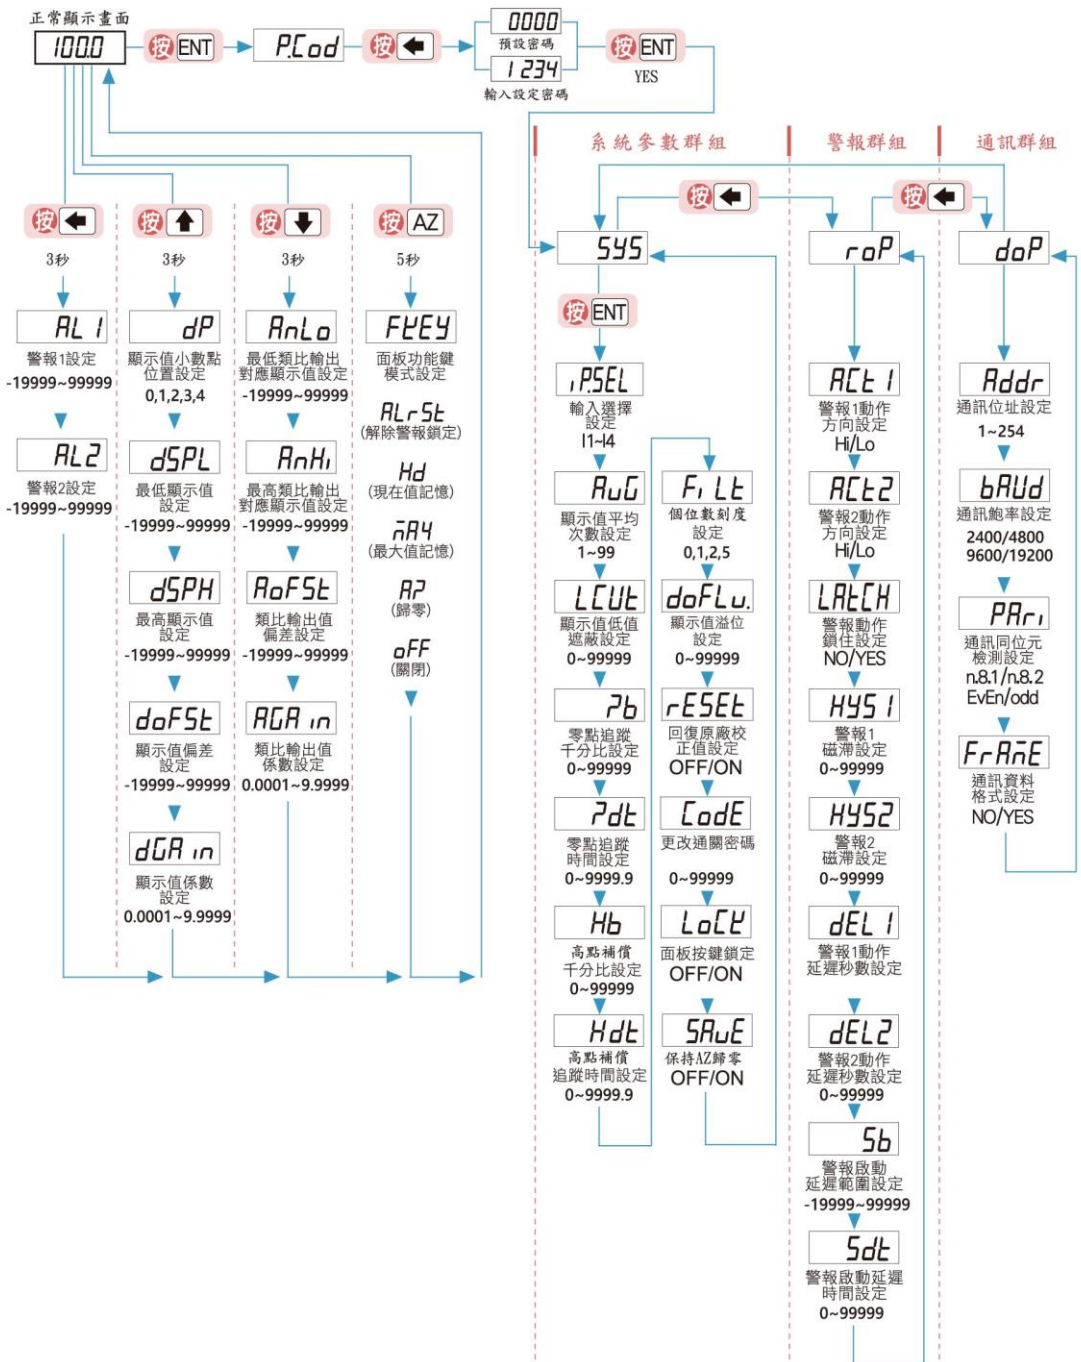 正常顯示畫面
100.0
按 ENT
P.Cod
按
0000
預設密碼
1234
輸入設定密碼
按 ENT
YES
系統參數群組
警報群組
通訊群組
按
按
按
3秒
AL1
警報1設定
-19999~99999
AL2
警報2設定
-19999~99999
按
3秒
dP
顯示值小數點
位置設定
0,1,2,3,4
dSPL
最低顯示值
設定
-19999~99999
dSPH
最高顯示值
設定
-19999~99999
doFSt
顯示值偏差
設定
-19999~99999
dGAin
顯示值係數
設定
0.0001~9.9999
按
3秒
AnLo
最低類比輸出
對應顯示值設定
-19999~99999
AnHi
最高類比輸出
對應顯示值設定
-19999~99999
AoFSt
類比輸出值
偏差設定
-19999~99999
AGAin
類比輸出值
係數設定
0.0001~9.9999
按 AZ
5秒
FKEY
面板功能鍵
模式設定
ALrSt
(解除警報鎖定)
Hd
(現在值記憶)
mAH
(最大值記憶)
AZ
(歸零)
oFF
(關閉)
SYS
按 ENT
iP.SEL
輸入選擇
設定
I1~I4
AvG
顯示值平均
次數設定
1~99
LCUt
顯示值低值
遮蔽設定
0~99999
Zb
零點追蹤
千分比設定
0~99999
Zdt
零點追蹤
時間設定
0~9999.9
Hb
高點補償
千分比設定
0~99999
Hdt
高點補償
追蹤時間設定
0~9999.9
FiLt
個位數刻度
設定
0,1,2,5
doFLv.
顯示值溢位
設定
0~99999
rESEt
回復原廠校
正值設定
OFF/ON
CodE
更改通關密碼
0~99999
LoCK
面板按鍵鎖定
OFF/ON
SAvE
保持AZ歸零
OFF/ON
roP
ACt1
警報1動作
方向設定
Hi/Lo
ACt2
警報2動作
方向設定
Hi/Lo
LAtCH
警報動作
鎖住設定
NO/YES
HYS1
警報1
磁滯設定
0~99999
HYS2
警報2
磁滯設定
0~99999
dEL1
警報1動作
延遲秒數設定
dEL2
警報2動作
延遲秒數設定
0~99999
Sb
警報啟動
延遲範圍設定
-19999~99999
Sdt
警報啟動延遲
時間設定
0~99999
doP
Addr
通訊位址設定
1~254
bAUd
通訊鮑率設定
2400/4800
9600/19200
PAri
通訊同位元
檢測設定
n.8.1/n.8.2
EvEn/odd
FrAmE
通訊資料
格式設定
NO/YES